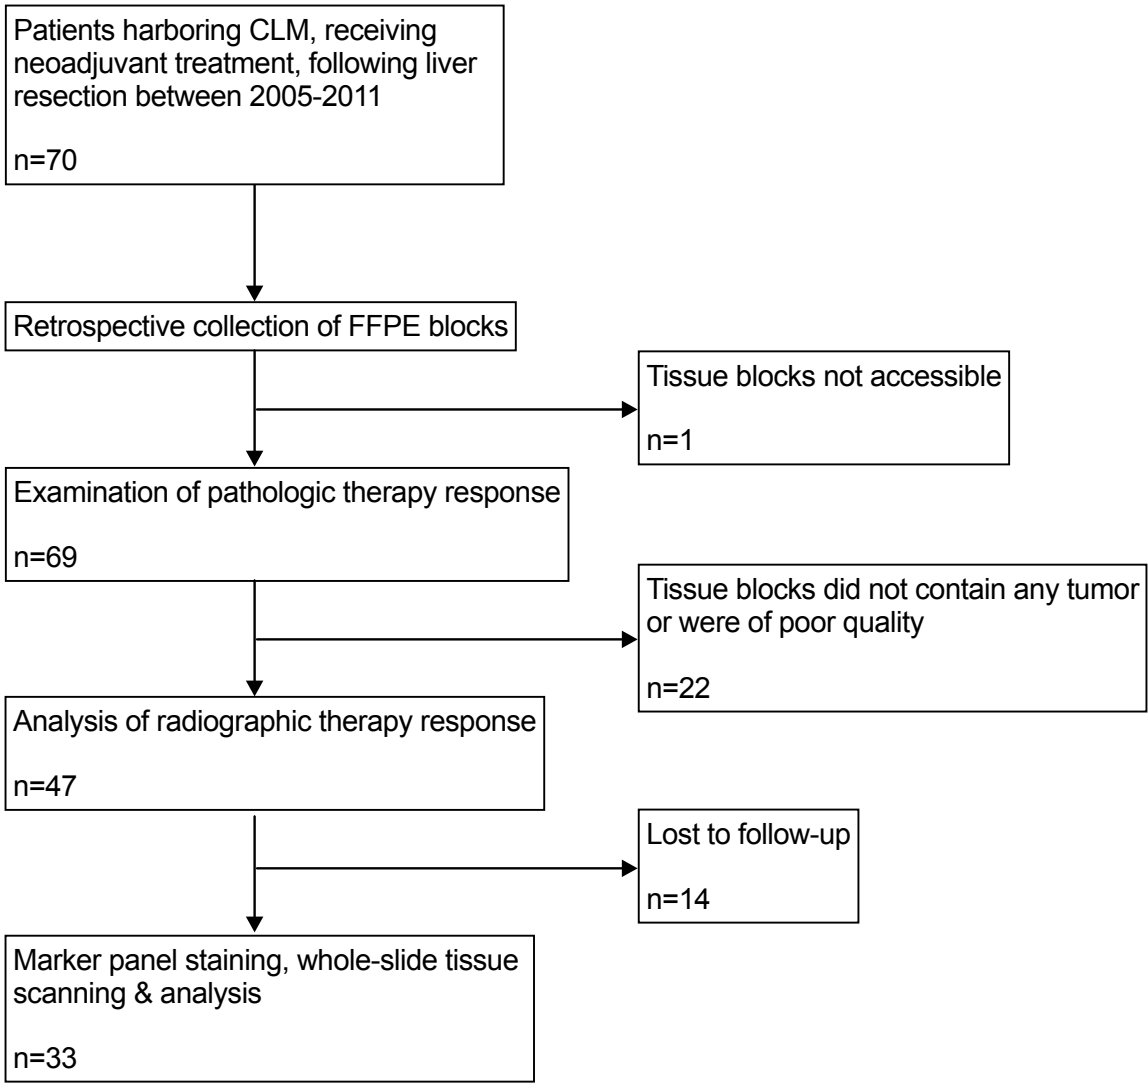 Patients harboring CLM, receiving
neoadjuvant treatment, following liver
resection between 2005-2011
n=70
Retrospective collection of FFPE blocks
Tissue blocks not accessible
n=1
Examination of pathologic therapy response
n=69
Tissue blocks did not contain any tumor
or were of poor quality
n=22
Analysis of radiographic therapy response
n=47
Lost to follow-up
n=14
Marker panel staining, whole-slide tissue
scanning & analysis
n=33